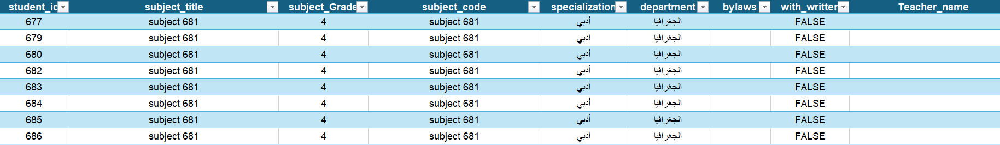 student_id subject_title subject_Grade subject_code specialization department bylaws with_writter Teacher_name
677 subject 681 4 subject 681 أدبي الجغرافيا FALSE
679 subject 681 4 subject 681 أدبي الجغرافيا FALSE
680 subject 681 4 subject 681 أدبي الجغرافيا FALSE
682 subject 681 4 subject 681 أدبي الجغرافيا FALSE
683 subject 681 4 subject 681 أدبي الجغرافيا FALSE
684 subject 681 4 subject 681 أدبي الجغرافيا FALSE
685 subject 681 4 subject 681 أدبي الجغرافيا FALSE
686 subject 681 4 subject 681 أدبي الجغرافيا FALSE